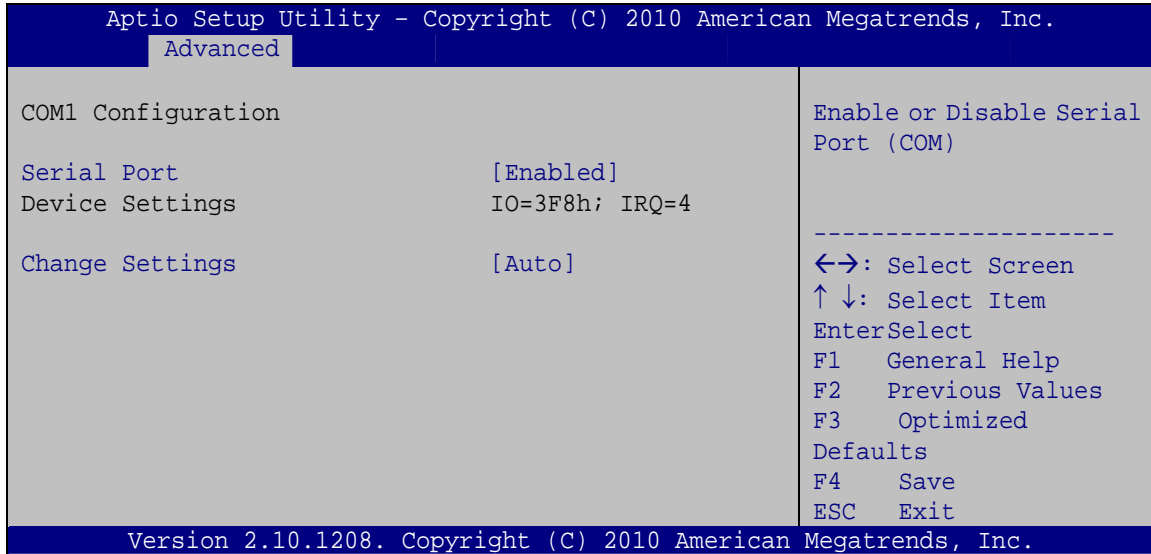 Aptio Setup Utility – Copyright (C) 2010 American Megatrends, Inc.
Advanced
COM1 Configuration
Serial Port [Enabled]
Device Settings IO=3F8h; IRQ=4
Change Settings [Auto]
Enable or Disable Serial
Port (COM)
---------------------
←→: Select Screen
↑ ↓: Select Item
EnterSelect
F1 General Help
F2 Previous Values
F3 Optimized
Defaults
F4 Save
ESC Exit
Version 2.10.1208. Copyright (C) 2010 American Megatrends, Inc.